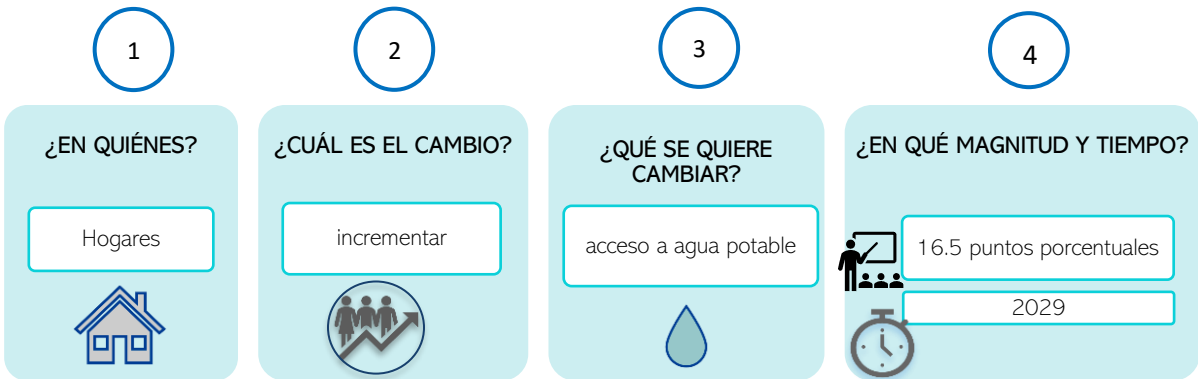 1
¿EN QUIÉNES?
Hogares
2
¿CUÁL ES EL CAMBIO?
incrementar
3
¿QUÉ SE QUIERE
CAMBIAR?
acceso a agua potable
4
¿EN QUÉ MAGNITUD Y TIEMPO?
16.5 puntos porcentuales
2029